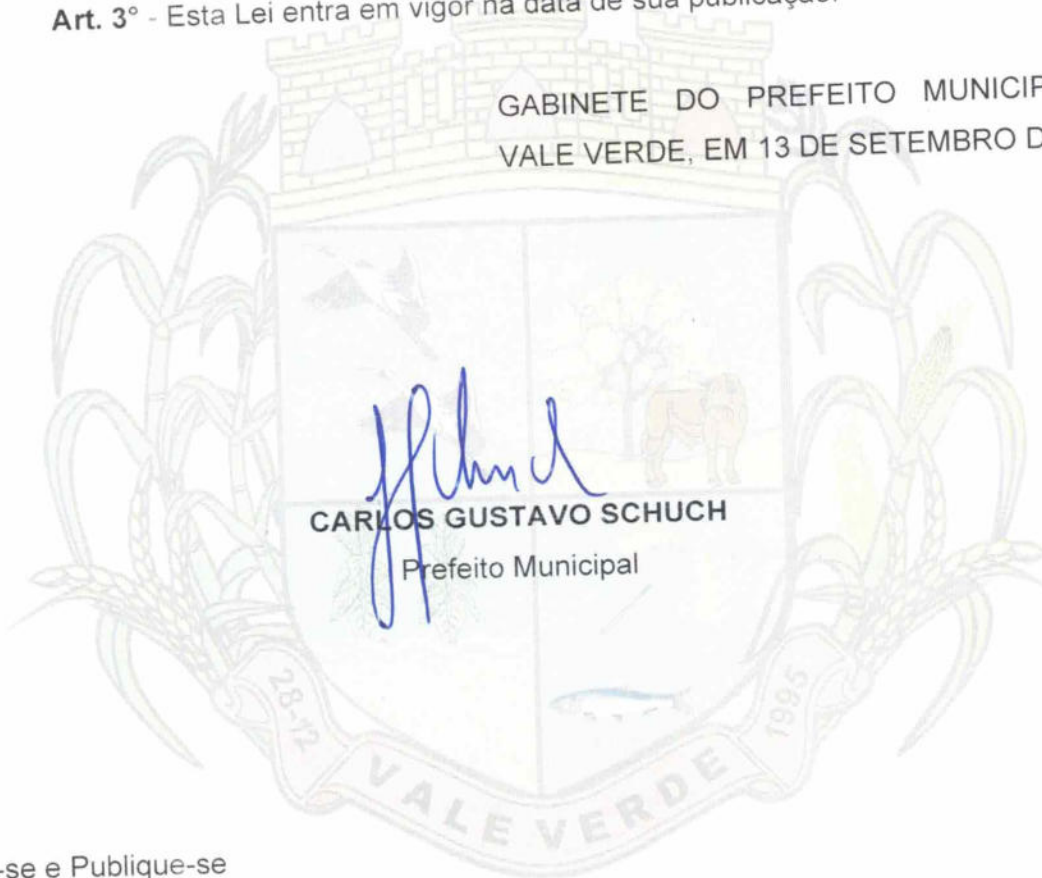 Art. 3° - Esta Lei entra em vigor na data de sua publicação.
GABINETE DO PREFEITO MUNICIP
VALE VERDE, EM 13 DE SETEMBRO D
CARLOS GUSTAVO SCHUCH
Prefeito Municipal
28-12 VALE VERDE 1995
-se e Publique-se